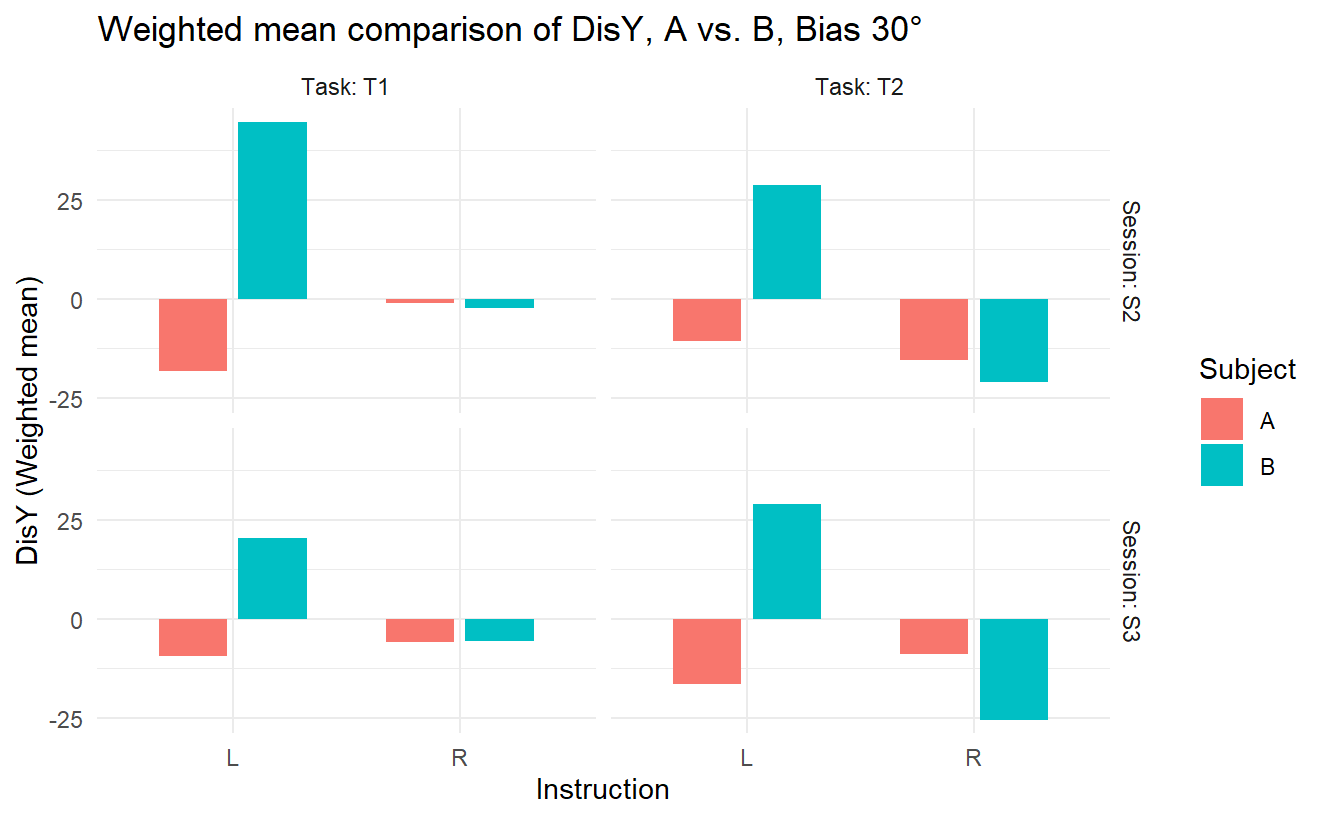 Weighted mean comparison of DisY, A vs. B, Bias 30°
Task: T1
Task: T2
DisY (Weighted mean)
25
0
-25
Session: S2
25
0
-25
Session: S3
L
R
L
R
Instruction
Subject
A
B